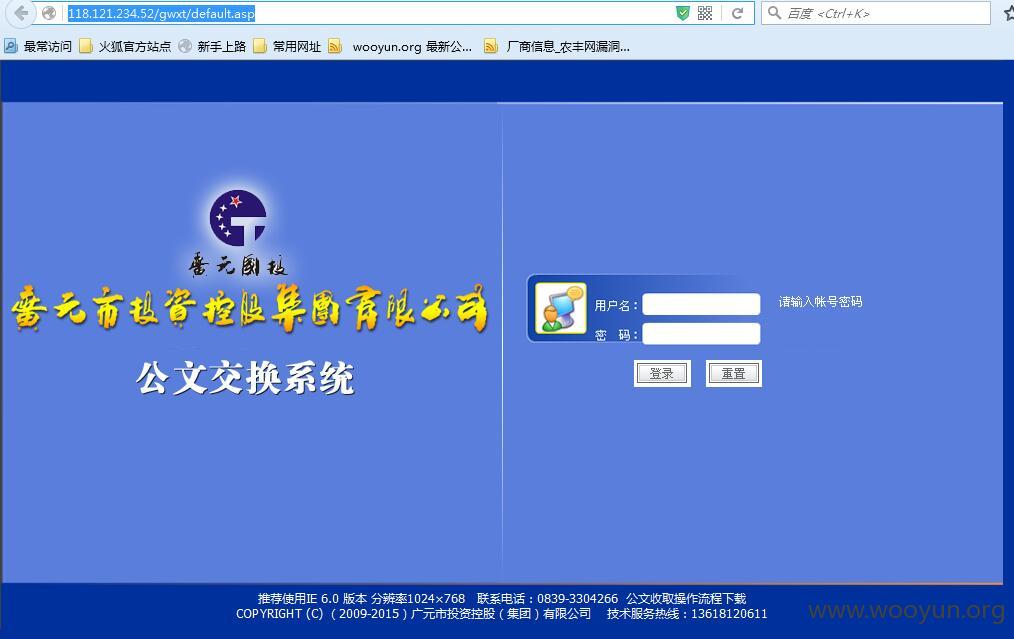 118.121.234.52/gwxt/default.asp
百度 <Ctrl+K>
最常访问 火狐官方站点 新手上路 常用网址 wooyun.org 最新公... 厂商信息_农丰网漏洞...
广元国投
广元市投资控股集团有限公司
公文交换系统
用户名：
请输入帐号密码
密 码：
登录 重置
推荐使用IE 6.0 版本 分辨率1024×768 联系电话：0839-3304266 公文收取操作流程下载
COPYRIGHT (C) （2009-2015）广元市投资控股（集团）有限公司 技术服务热线：13618120611
www.wooyun.org